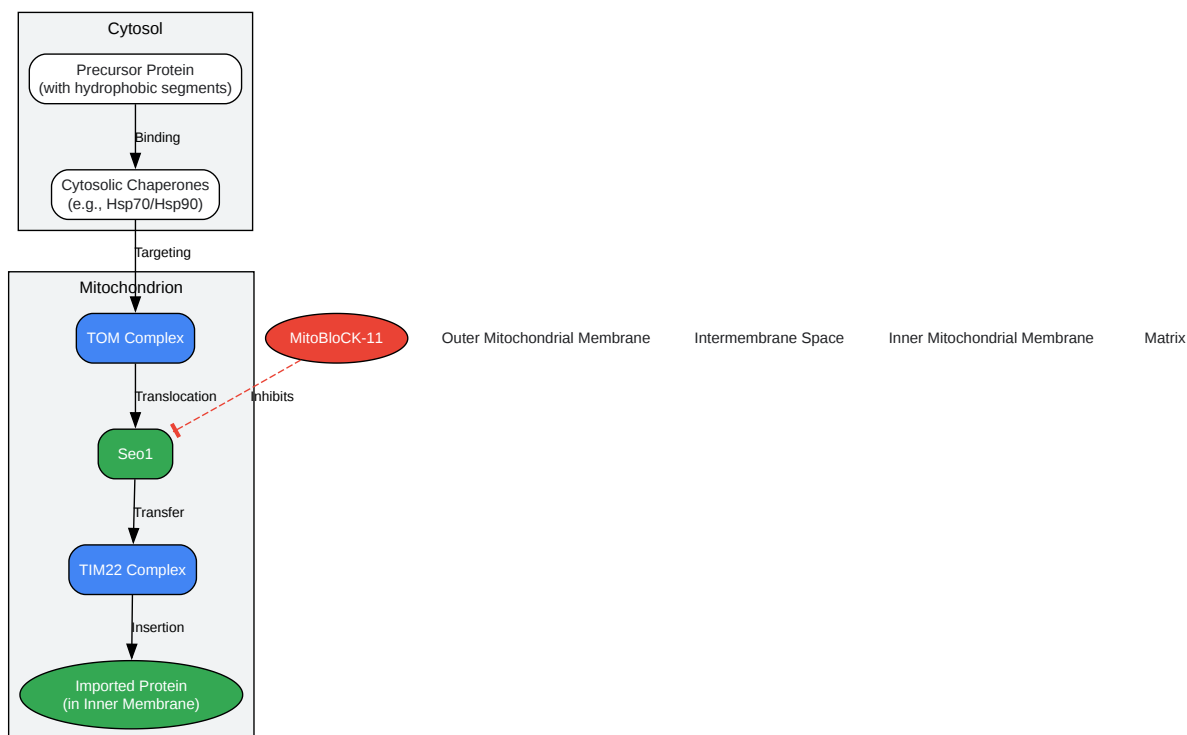 Cytosol
Precursor Protein
(with hydrophobic segments)
Binding
Cytosolic Chaperones
(e.g., Hsp70/Hsp90)
Targeting
Mitochondrion
TOM Complex
MitoBloCK-11
Outer Mitochondrial Membrane
Intermembrane Space
Inner Mitochondrial Membrane
Matrix
Translocation
Inhibits
Seo1
Transfer
TIM22 Complex
Insertion
Imported Protein
(in Inner Membrane)